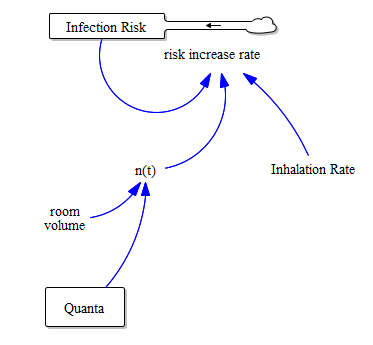 Infection Risk
risk increase rate
n(t)
Inhalation Rate
room
volume
Quanta